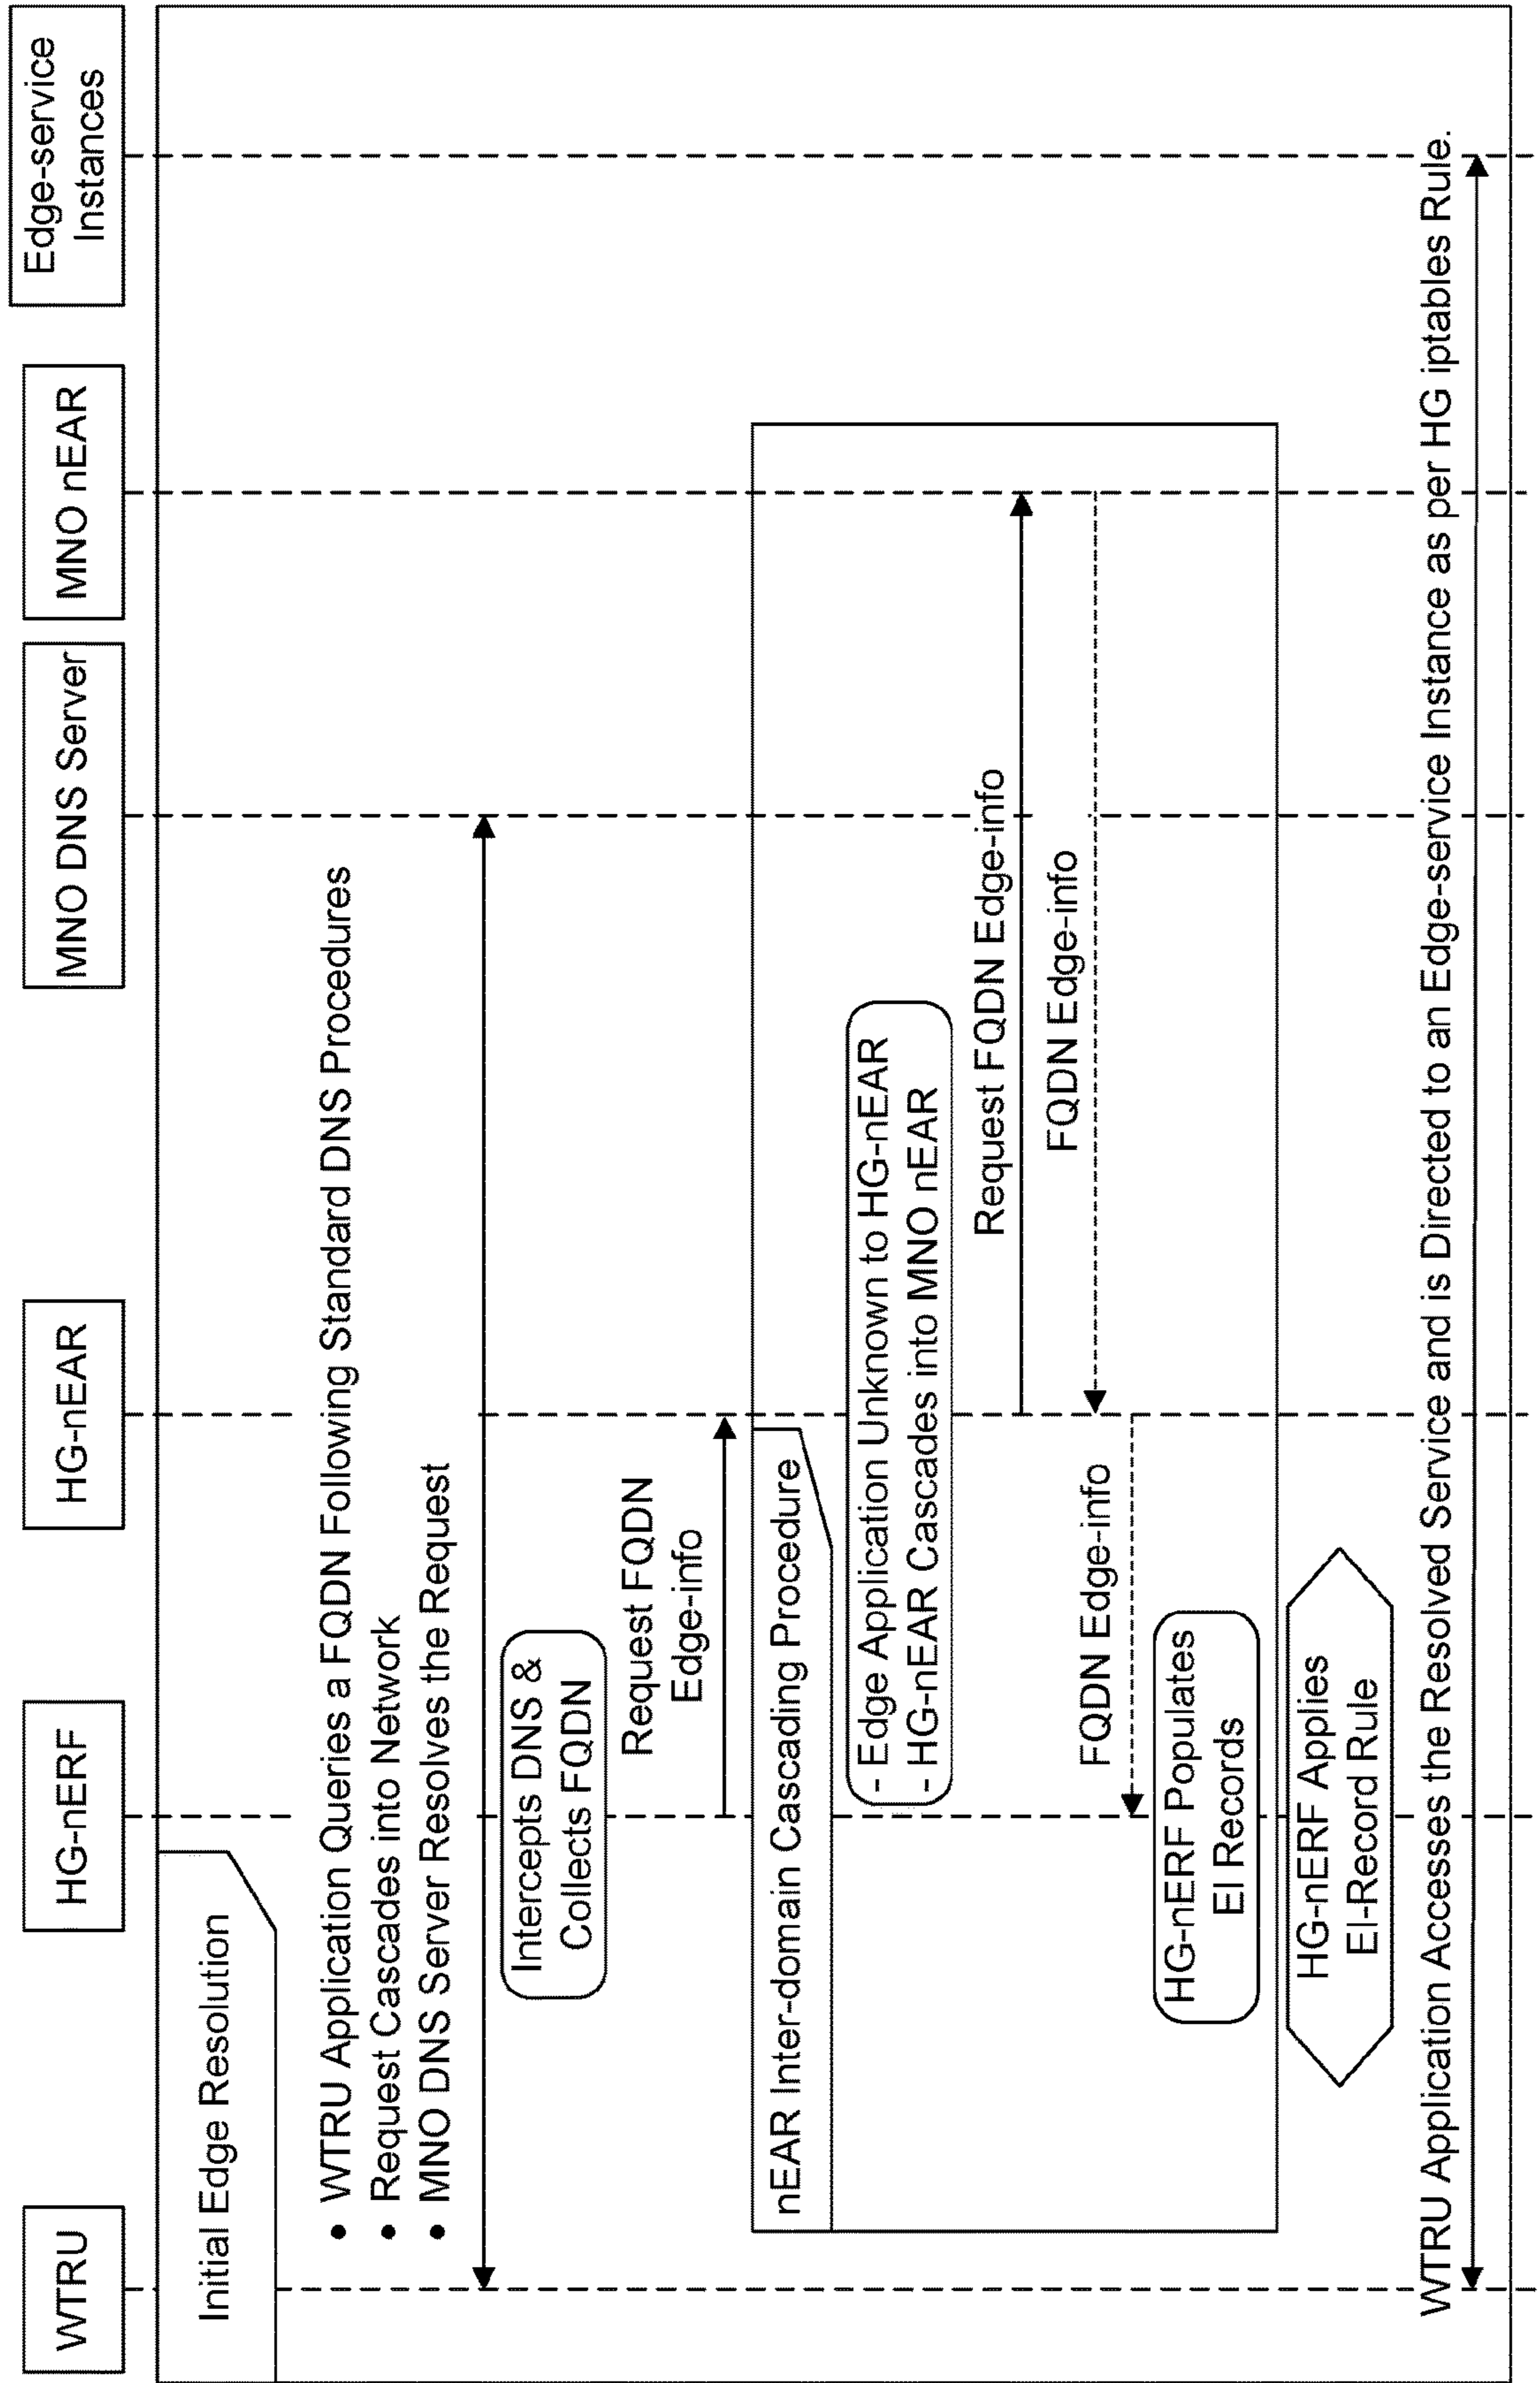 WTRU
HG-nERF
HG-nEAR
MNO DNS Server
MNO nEAR
Edge-service
Instances
Initial Edge Resolution
• WTRU Application Queries a FQDN Following Standard DNS Procedures
• Request Cascades into Network
• MNO DNS Server Resolves the Request
Intercepts DNS &
Collects FQDN
Request FQDN
Edge-info
nEAR Inter-domain Cascading Procedure
- Edge Application Unknown to HG-nEAR
- HG-nEAR Cascades into MNO nEAR
Request FQDN Edge-info
FQDN Edge-info
FQDN Edge-info
HG-nERF Populates
EI Records
HG-nERF Applies
EI-Record Rule
WTRU Application Accesses the Resolved Service and is Directed to an Edge-service Instance as per HG iptables Rule.